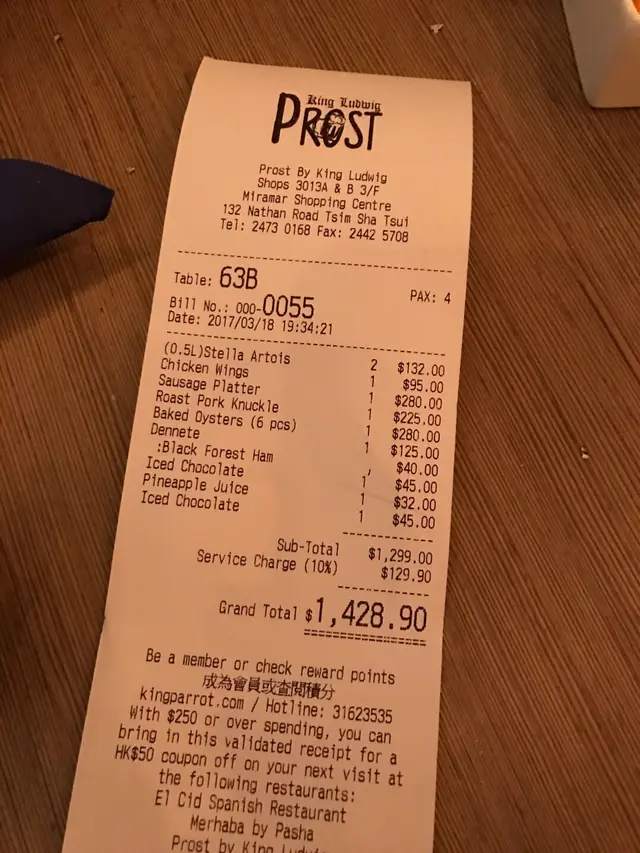 King Ludwig
PROST
Prost By King Ludwig
Shops 3013A & B 3/F
Miramar Shopping Centre
132 Nathan Road Tsim Sha Tsui
Tel: 2473 0168 Fax: 2442 5708
Table: 63B PAX: 4
Bill No.: 000-0055
Date: 2017/03/18 19:34:21
(0.5L)Stella Artois 2 $132.00
Chicken Wings 1 $95.00
Sausage Platter 1 $280.00
Roast Pork Knuckle 1 $225.00
Baked Oysters (6 pcs) 1 $280.00
Dennete 1 $125.00
:Black Forest Ham $40.00
Iced Chocolate 1 $45.00
Pineapple Juice 1 $32.00
Iced Chocolate 1 $45.00
Sub-Total $1,299.00
Service Charge (10%) $129.90
Grand Total $1,428.90
Be a member or check reward points
成為會員或查閱積分
kingparrot.com / Hotline: 31623535
With $250 or over spending, you can
bring in this validated receipt for a
HK$50 coupon off on your next visit at
the following restaurants:
El Cid Spanish Restaurant
Merhaba by Pasha
Prost by King